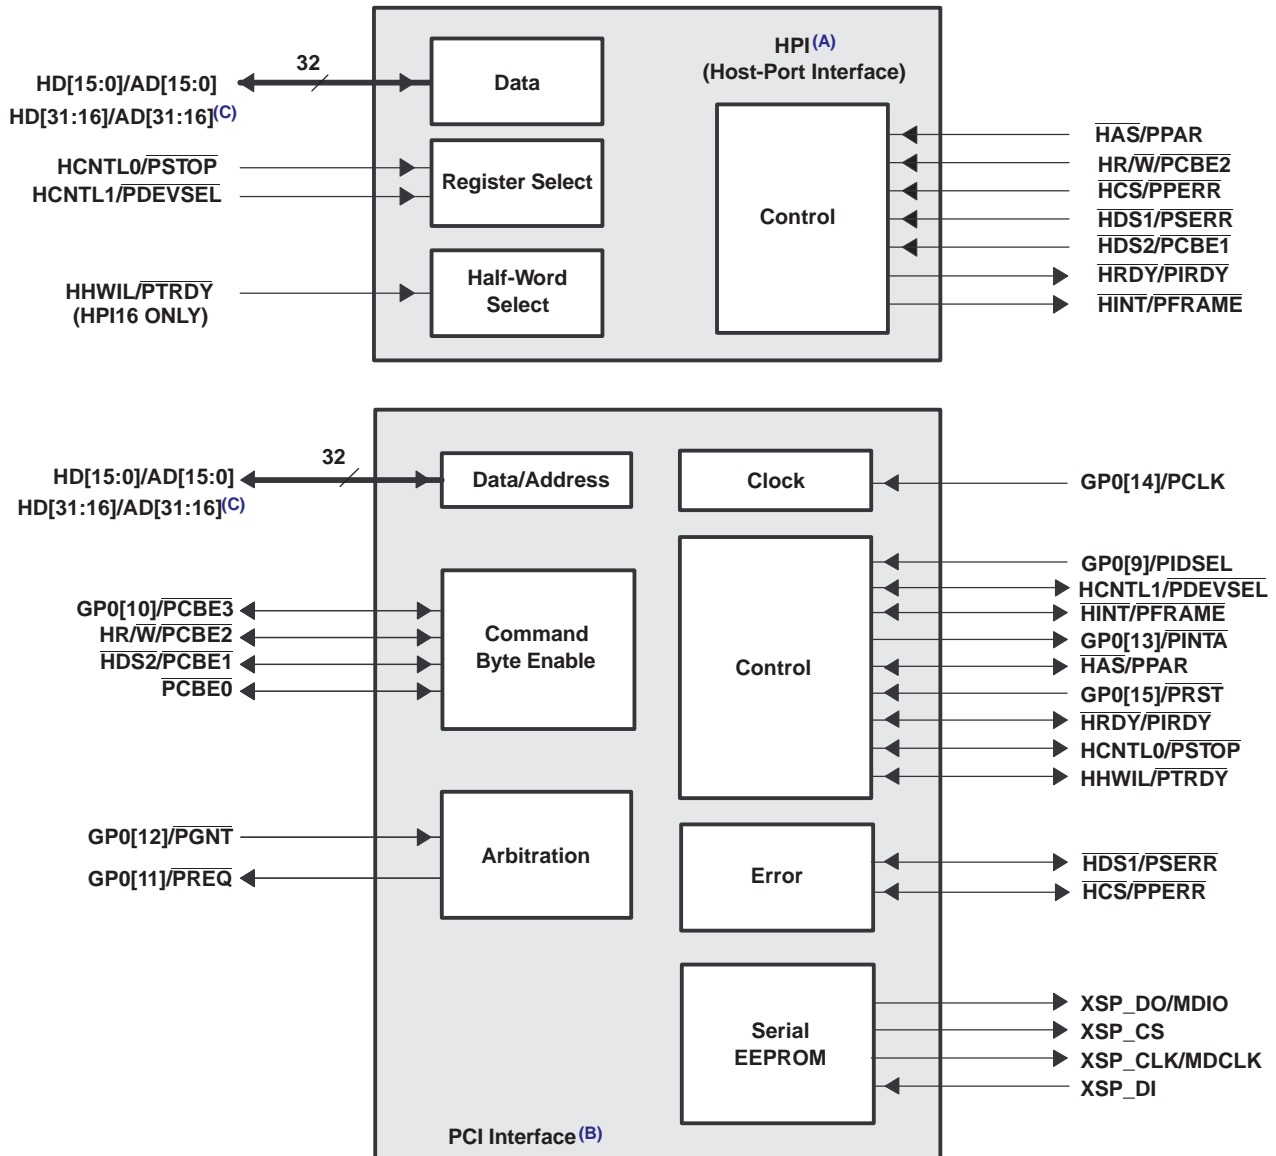 HPI(A)
(Host-Port Interface)
32
HD[15:0]/AD[15:0]
HD[31:16]/AD[31:16](C)
Data
HCNTL0/PSTOP
HCNTL1/PDEVSEL
Register Select
HHWIL/PTRDY
(HPI16 ONLY)
Half-Word
Select
Control
HAS/PPAR
HR/W/PCBE2
HCS/PPERR
HDS1/PSERR
HDS2/PCBE1
HRDY/PIRDY
HINT/PFRAME
32
HD[15:0]/AD[15:0]
HD[31:16]/AD[31:16](C)
Data/Address
Clock
GP0[14]/PCLK
GP0[10]/PCBE3
HR/W/PCBE2
HDS2/PCBE1
PCBE0
Command
Byte Enable
Control
GP0[9]/PIDSEL
HCNTL1/PDEVSEL
HINT/PFRAME
GP0[13]/PINTA
HAS/PPAR
GP0[15]/PRST
HRDY/PIRDY
HCNTL0/PSTOP
HHWIL/PTRDY
GP0[12]/PGNT
GP0[11]/PREQ
Arbitration
Error
HDS1/PSERR
HCS/PPERR
Serial
EEPROM
XSP_DO/MDIO
XSP_CS
XSP_CLK/MDCLK
XSP_DI
PCI Interface(B)